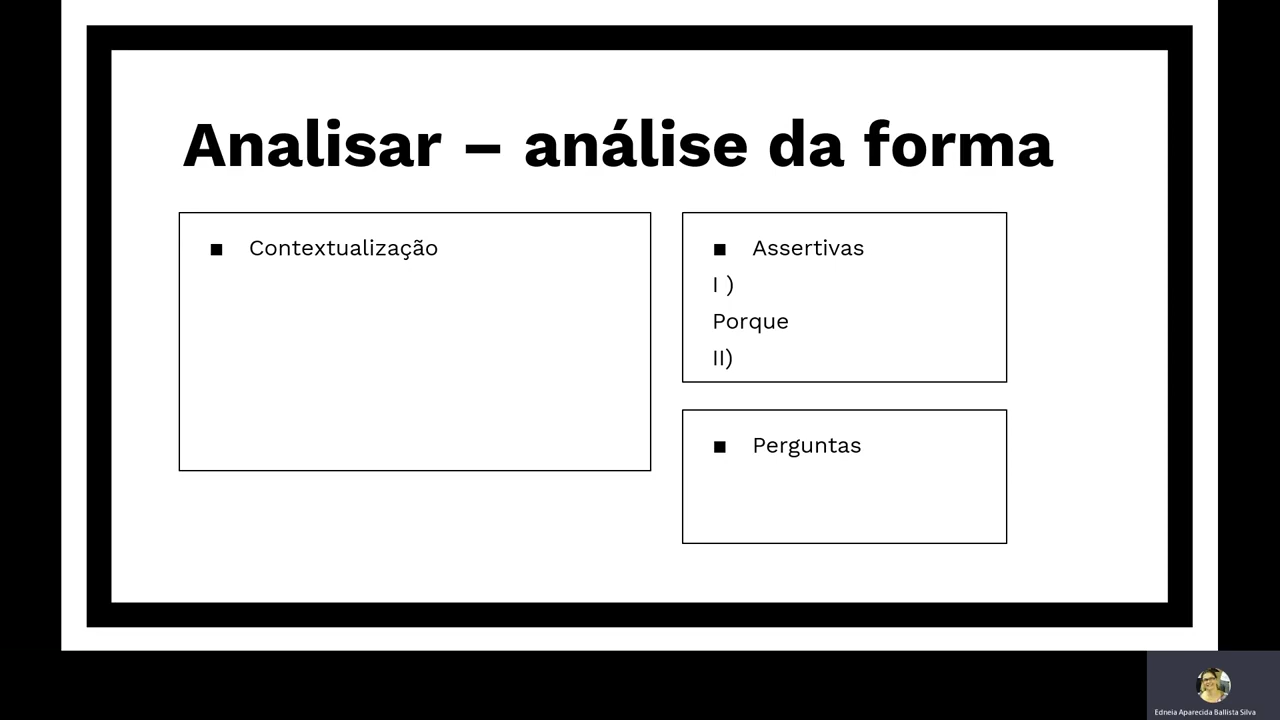 Analisar – análise da forma
▪ Contextualização
▪ Assertivas
I )
Porque
II)
▪ Perguntas
Edneia Aparecida Ballista Silva